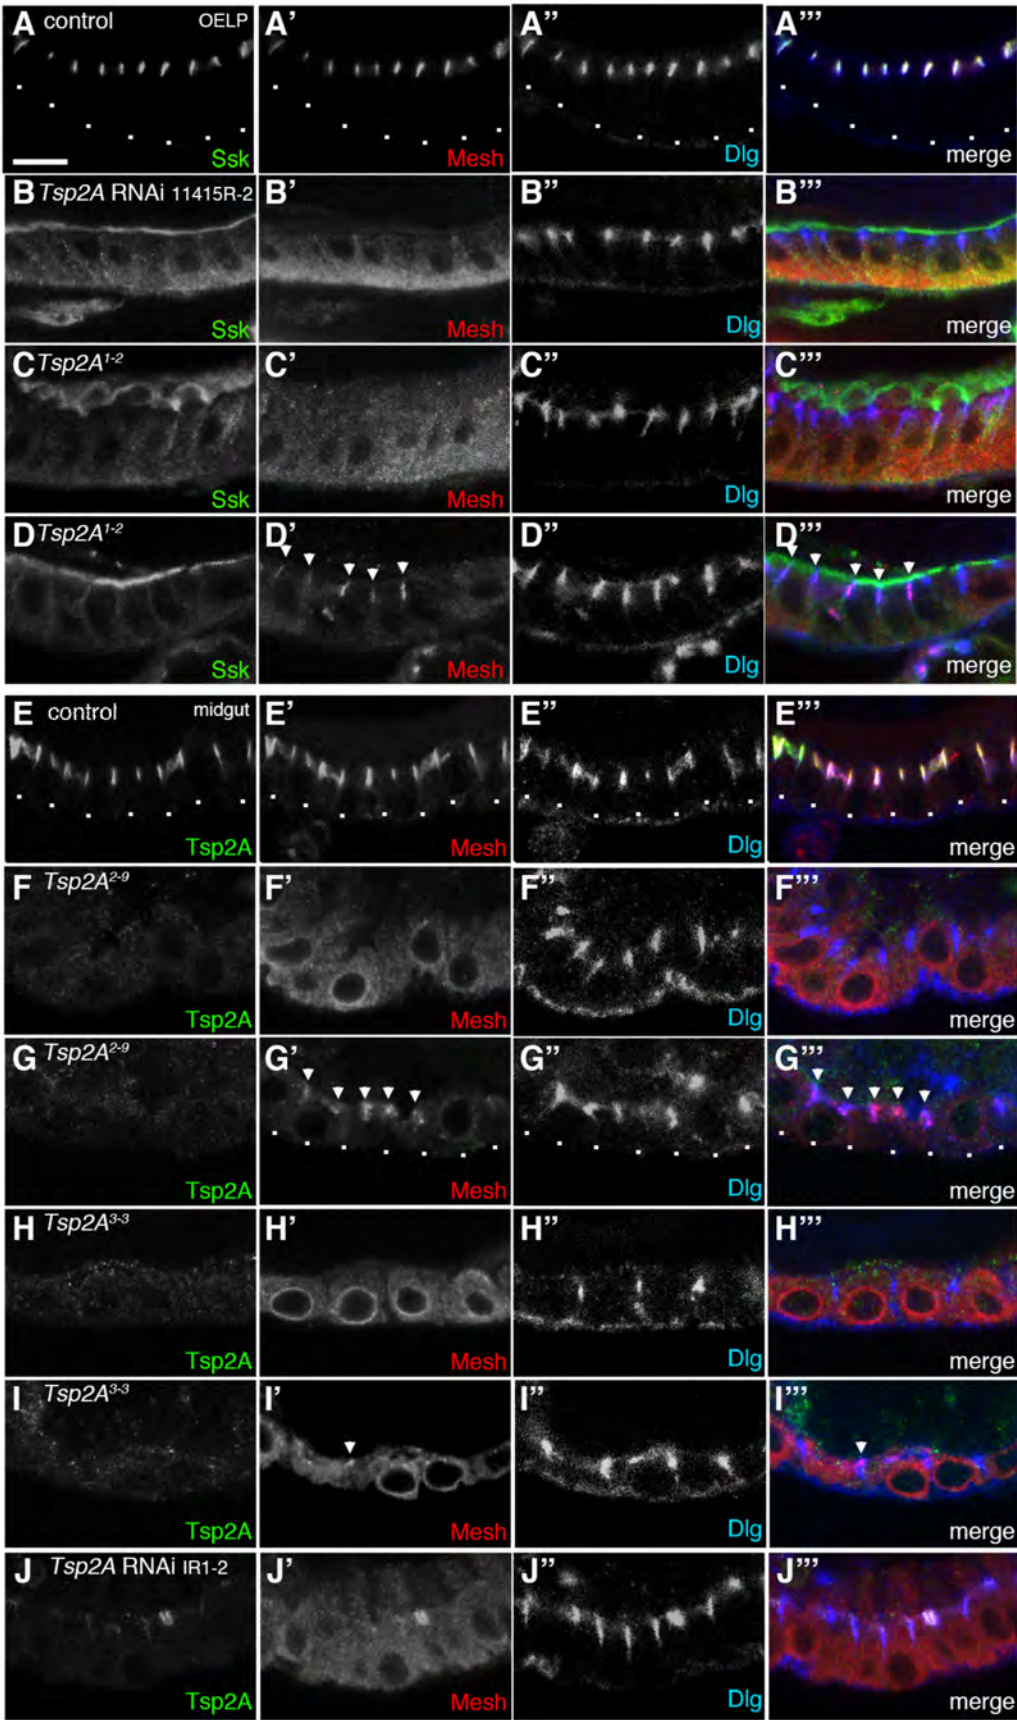 A control OELP Ssk A' Mesh A'' Dlg A''' merge
B Tsp2A RNAi 11415R-2 Ssk B' Mesh B'' Dlg B''' merge
C Tsp2A1-2 Ssk C' Mesh C'' Dlg C''' merge
D Tsp2A1-2 Ssk D' Mesh D'' Dlg D''' merge
E control midgut Tsp2A E' Mesh E'' Dlg E''' merge
F Tsp2A2-9 Tsp2A F' Mesh F'' Dlg F''' merge
G Tsp2A2-9 Tsp2A G' Mesh G'' Dlg G''' merge
H Tsp2A3-3 Tsp2A H' Mesh H'' Dlg H''' merge
I Tsp2A3-3 Tsp2A I' Mesh I'' Dlg I''' merge
J Tsp2A RNAi IR1-2 Tsp2A J' Mesh J'' Dlg J''' merge